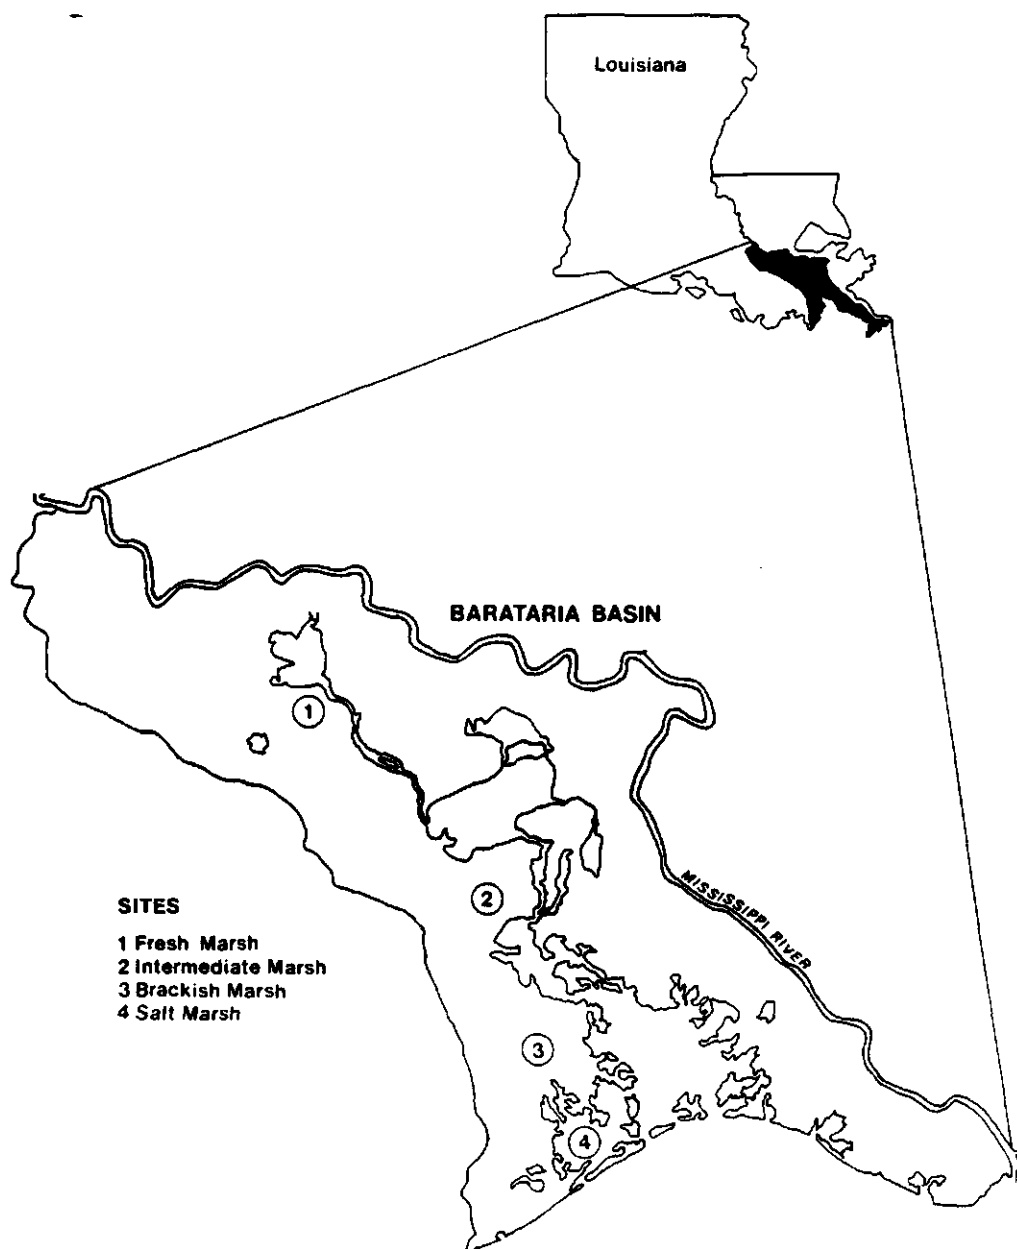 Louisiana
BARATARIA BASIN
1
2
MISSISSIPPI RIVER
SITES
1 Fresh Marsh
2 Intermediate Marsh
3 Brackish Marsh
4 Salt Marsh
3
4